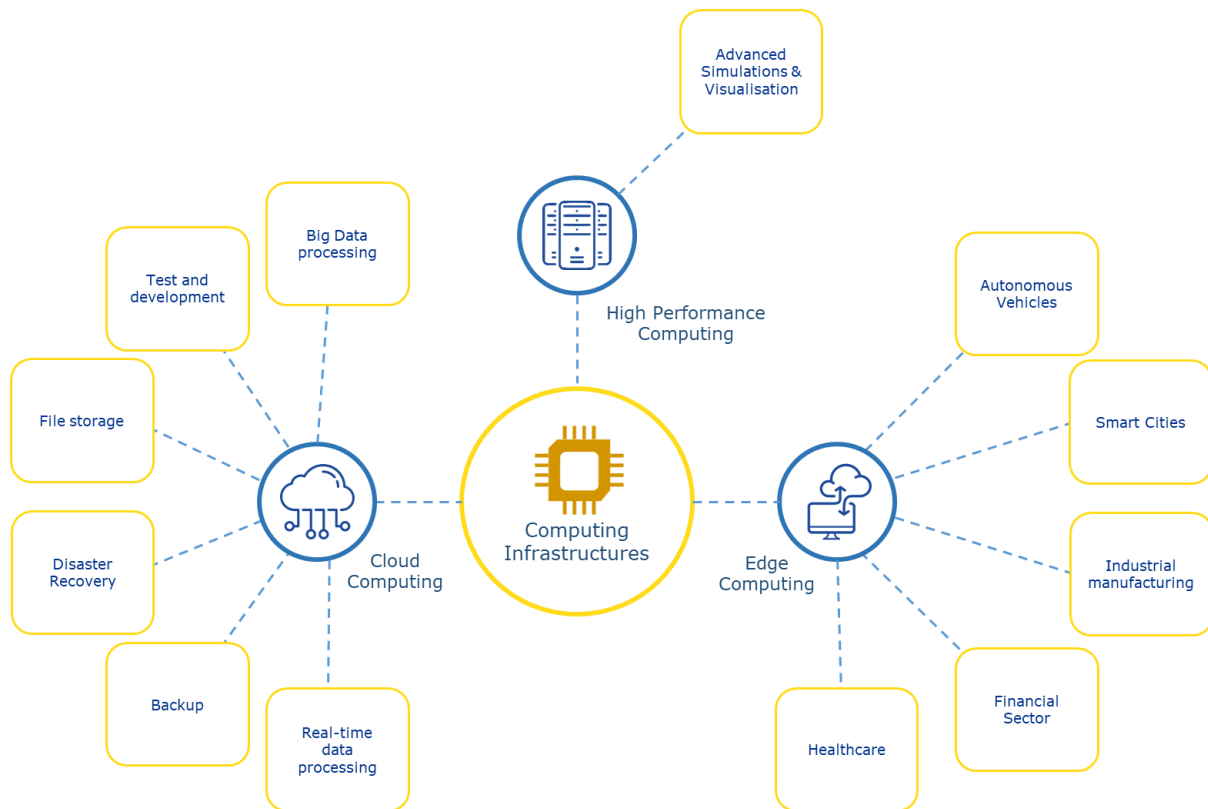 Advanced
Simulations &
Visualisation
Big Data
processing
Test and
development
High Performance
Computing
Autonomous
Vehicles
File storage
Smart Cities
Computing
Infrastructures
Cloud
Computing
Edge
Computing
Disaster
Recovery
Industrial
manufacturing
Backup
Real-time
data
processing
Healthcare
Financial
Sector